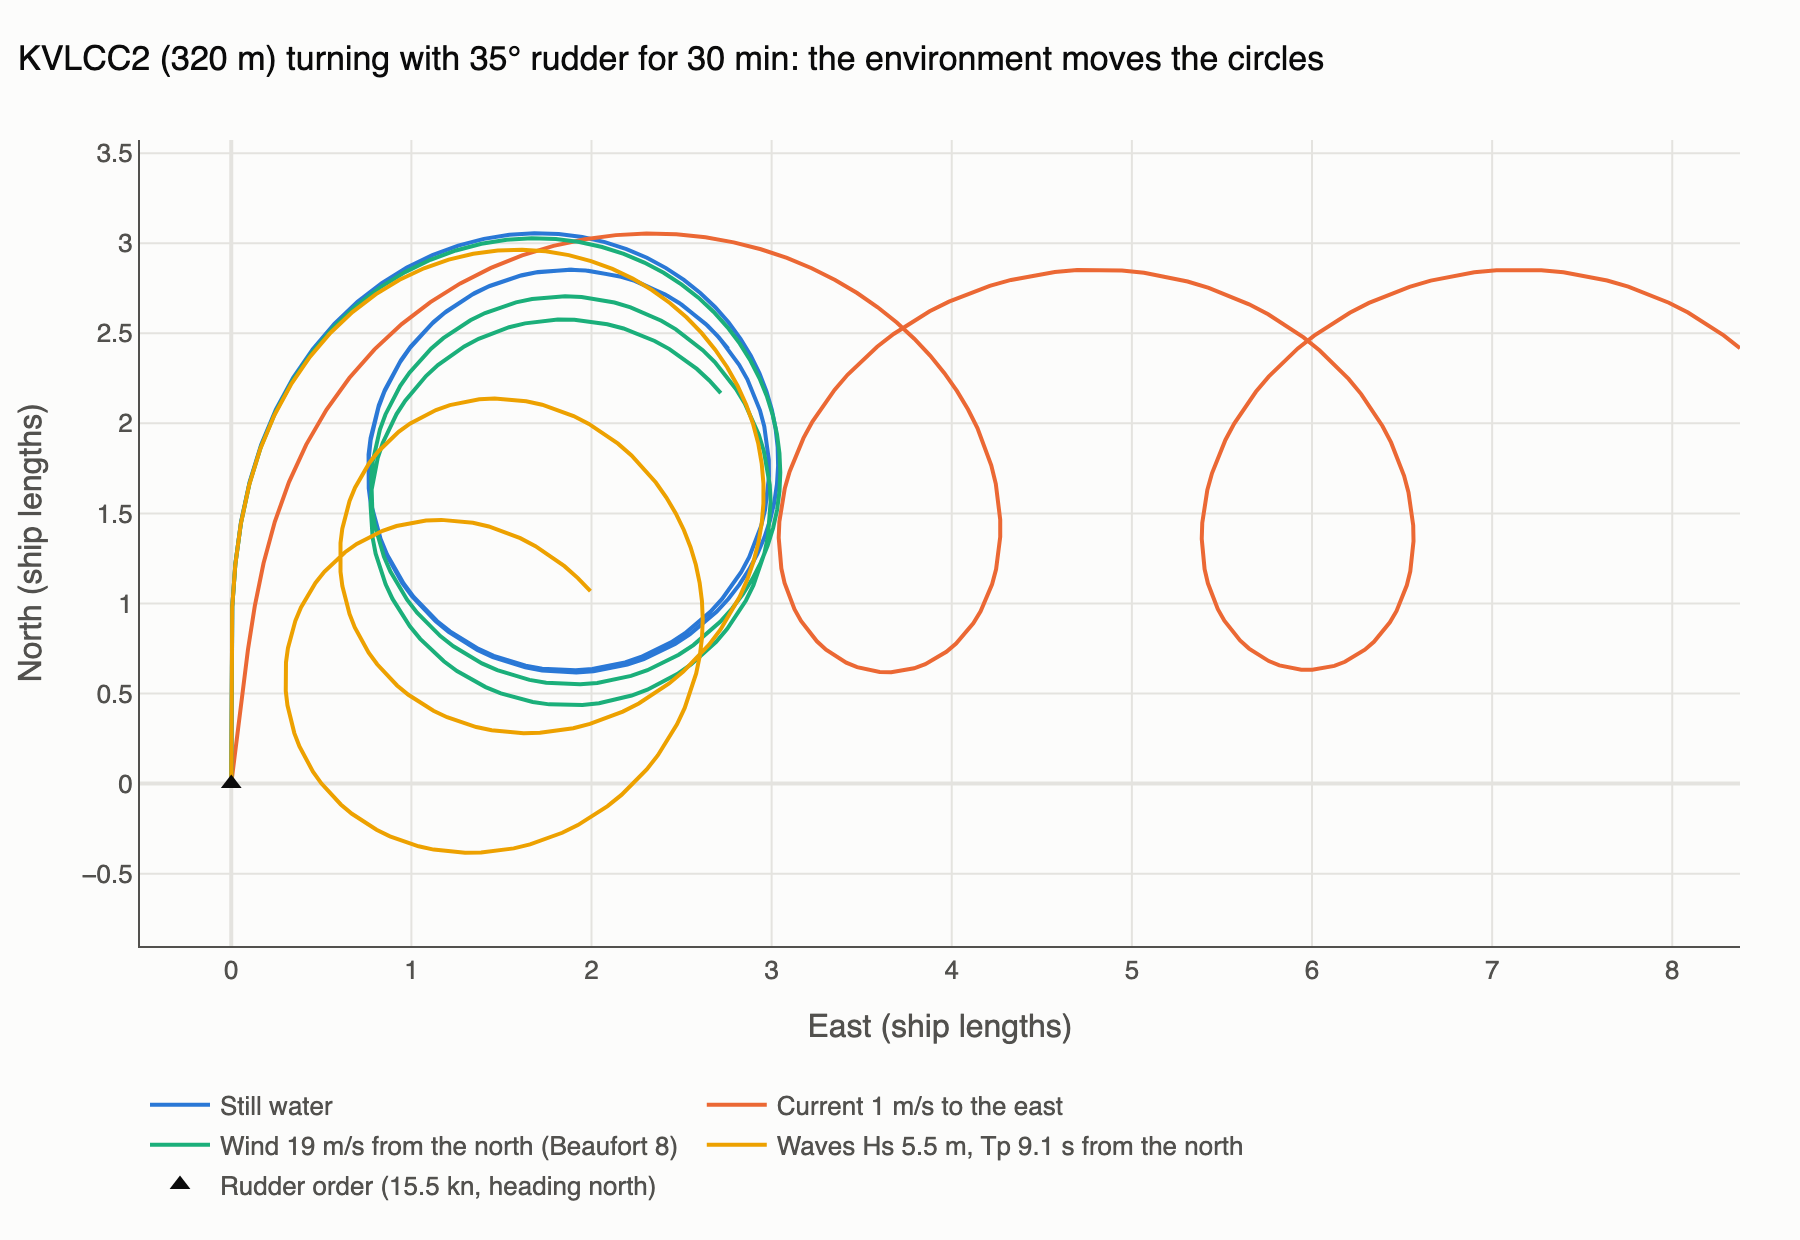 KVLCC2 (320 m) turning with 35° rudder for 30 min: the environment moves the circles
3.5
3
2.5
2
1.5
1
0.5
0
−0.5
North (ship lengths)
0 1 2 3 4 5 6 7 8
East (ship lengths)
Still water
Current 1 m/s to the east
Wind 19 m/s from the north (Beaufort 8)
Waves Hs 5.5 m, Tp 9.1 s from the north
Rudder order (15.5 kn, heading north)